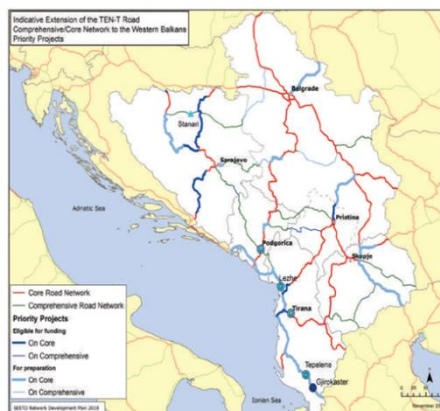 Indicative Extension of the TEN-T Road
Comprehensive/Core Network to the Western Balkans
Priority Projects
Belgrade
Stanari
Sarajevo
Adriatic Sea
Pristina
Podgorica
Skopje
Lezhe
Tirana
Core Road Network
Comprehensive Road Network
Priority Projects
Eligible for funding
On Core
On Comprehensive
For preparation
On Core
On Comprehensive
Tepelene
Gjirokaster
Ionian Sea
SEETO Network Development Plan 2018